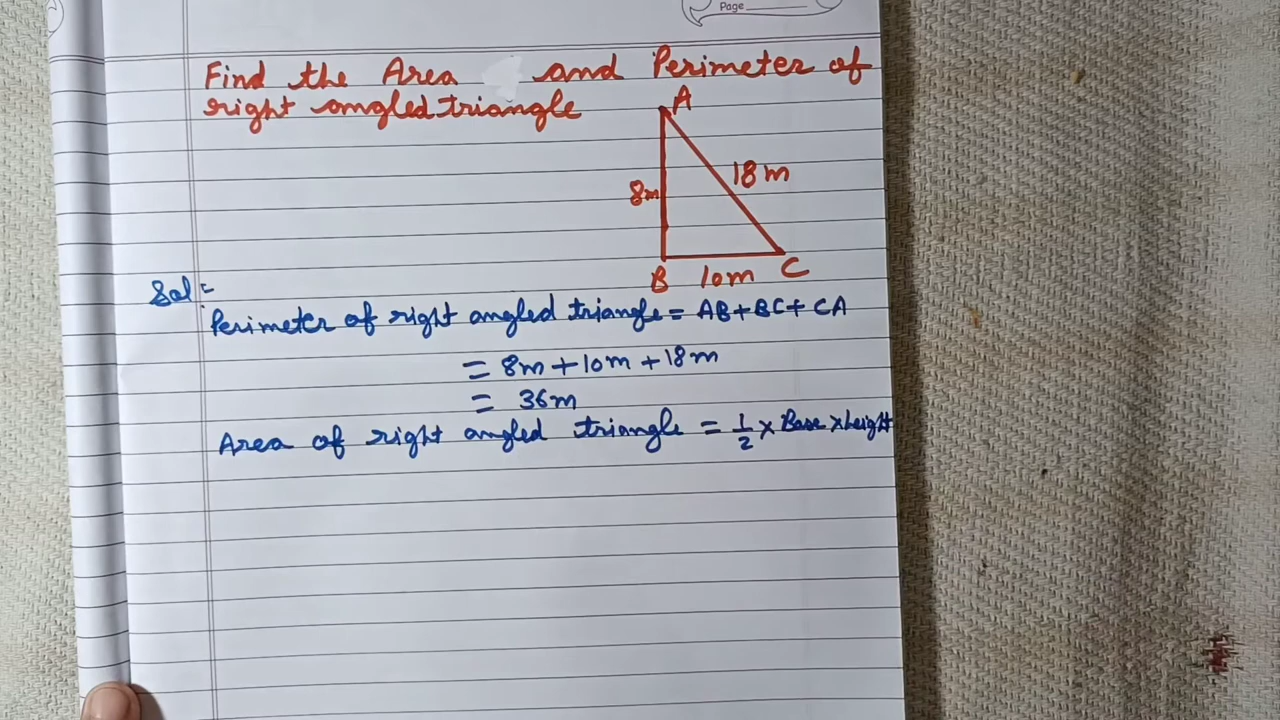 Page
Find the Area and Perimeter of
right angled triangle
A
8m
18m
B
10m
C
Sol:
Perimeter of right angled triangle = AB+BC+CA
= 8m+10m+18m
= 36m
Area of right angled triangle = 1/2 × Base × height